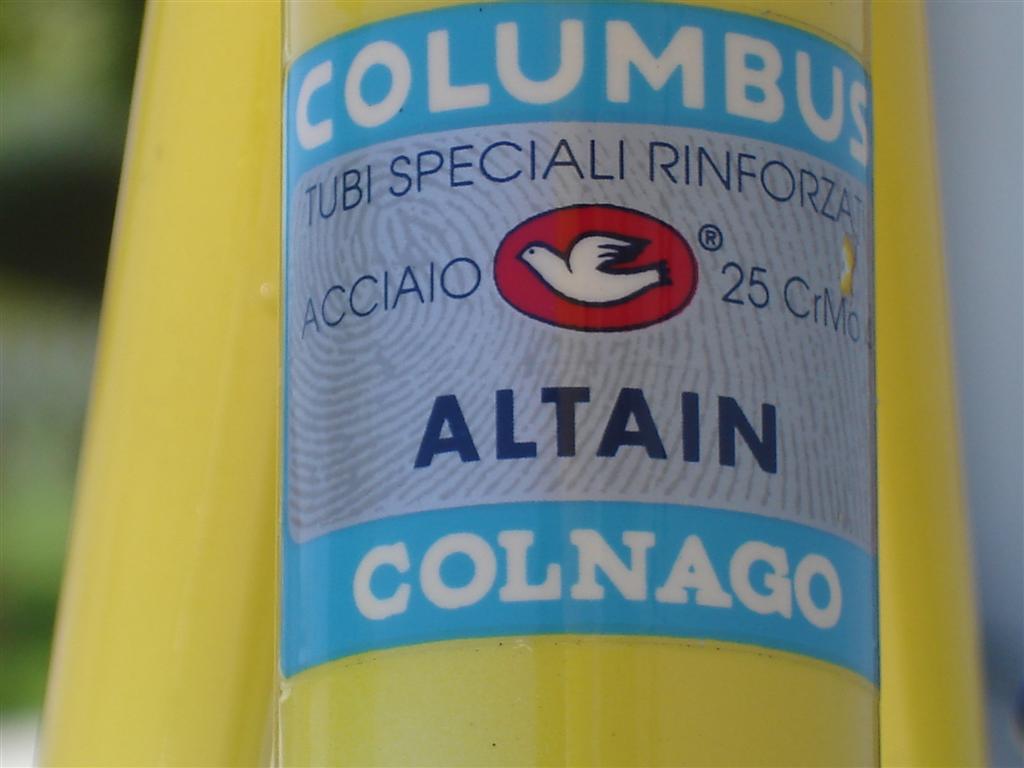 COLUMBUS
TUBI SPECIALI RINFORZAT
ACCIAIO ® 25 CrMo
ALTAIN
COLNAGO